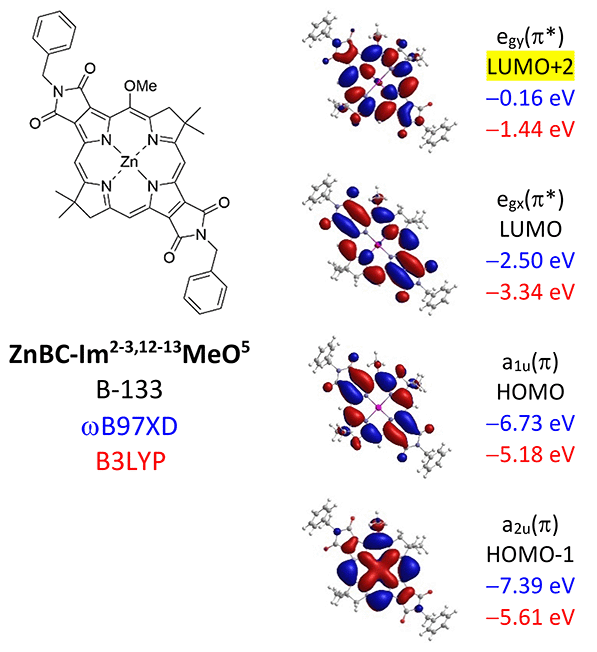 O
N
O
OMe
N
N
Zn
N
N
O
N
O
ZnBC-Im2-3,12-13MeO5
B-133
ωB97XD
B3LYP
egy(π*)
LUMO+2
−0.16 eV
−1.44 eV
egx(π*)
LUMO
−2.50 eV
−3.34 eV
a1u(π)
HOMO
−6.73 eV
−5.18 eV
a2u(π)
HOMO-1
−7.39 eV
−5.61 eV